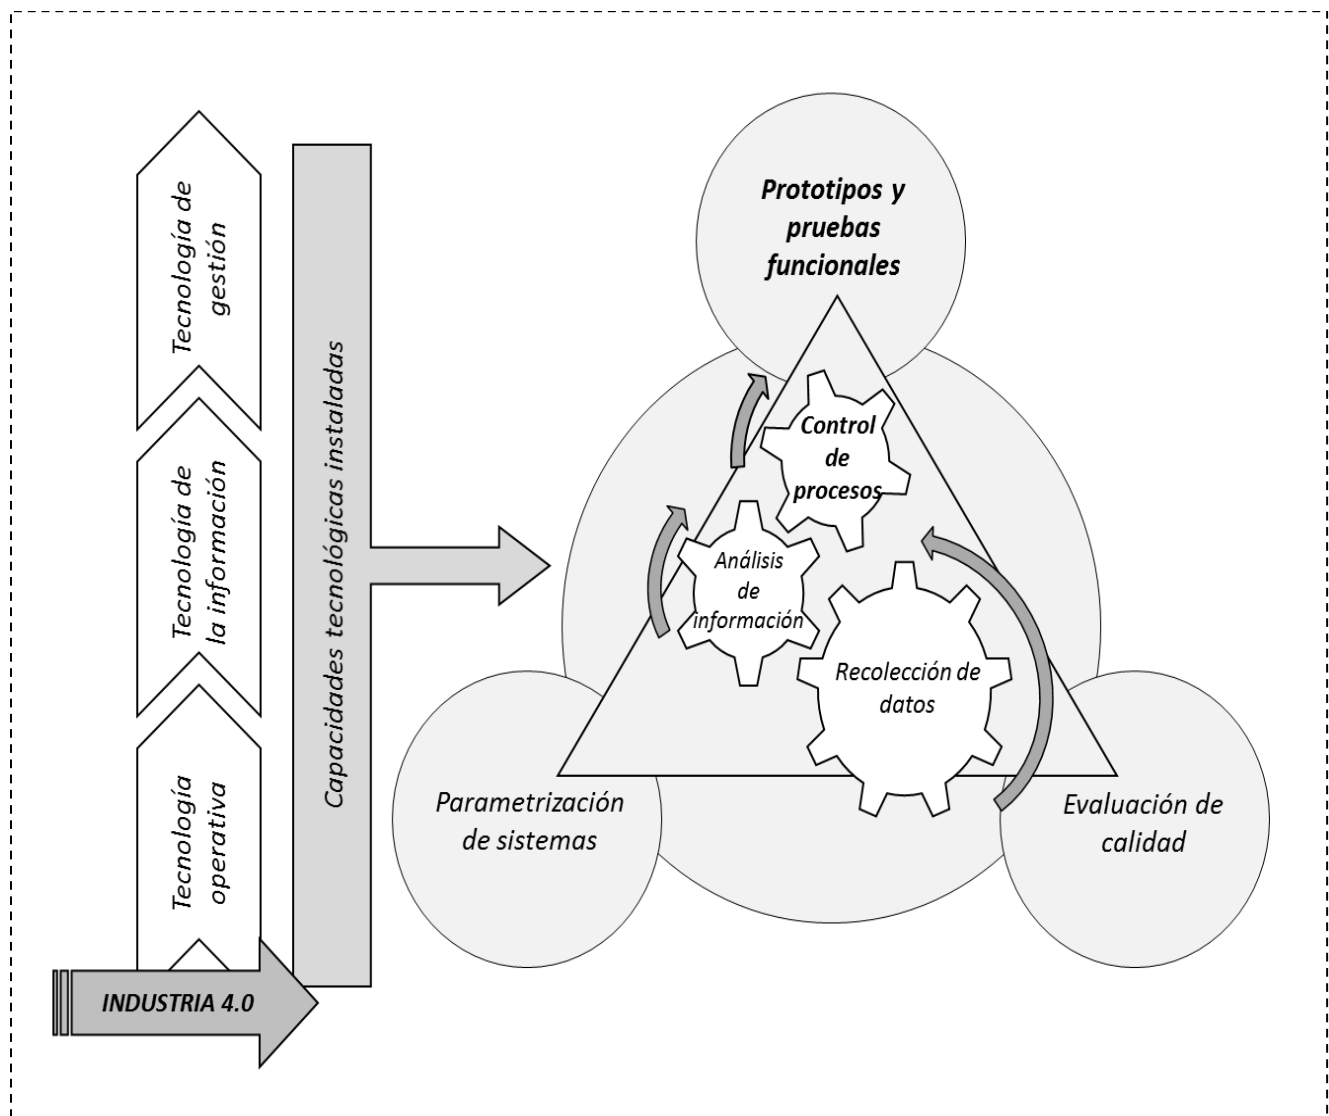 Tecnología de
gestión
Tecnología de
la información
Tecnología
operativa
INDUSTRIA 4.0
Capacidades tecnológicas instaladas
Prototipos y
pruebas
funcionales
Control
de
procesos
Análisis
de
información
Recolección de
datos
Parametrización
de sistemas
Evaluación de
calidad